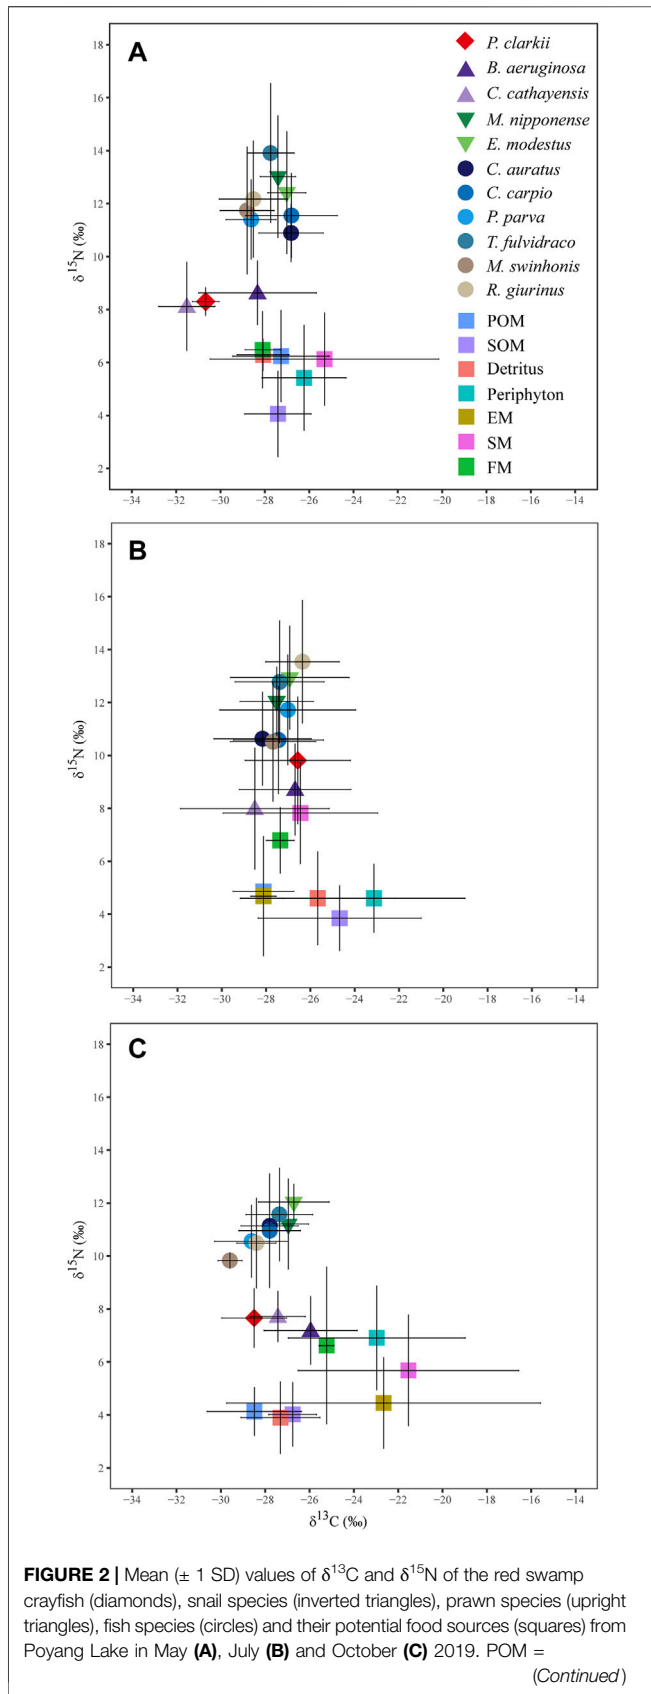 A
18
16
14
12
10
8
6
4
2
δ 15N (‰)
P. clarkii
B. aeruginosa
C. cathayensis
M. nipponense
E. modestus
C. auratus
C. carpio
P. parva
T. fulvidraco
M. swinhonis
R. giurinus
POM
SOM
Detritus
Periphyton
EM
SM
FM
−34 −32 −30 −28 −26 −24 −22 −20 −18 −16 −14
B
18
16
14
12
10
8
6
4
2
δ 15N (‰)
−34 −32 −30 −28 −26 −24 −22 −20 −18 −16 −14
C
18
16
14
12
10
8
6
4
2
δ 15N (‰)
−34 −32 −30 −28 −26 −24 −22 −20 −18 −16 −14
δ13C (‰)
FIGURE 2 | Mean (± 1 SD) values of δ13C and δ15N of the red swamp
crayfish (diamonds), snail species (inverted triangles), prawn species (upright
triangles), fish species (circles) and their potential food sources (squares) from
Poyang Lake in May (A), July (B) and October (C) 2019. POM =
(Continued)